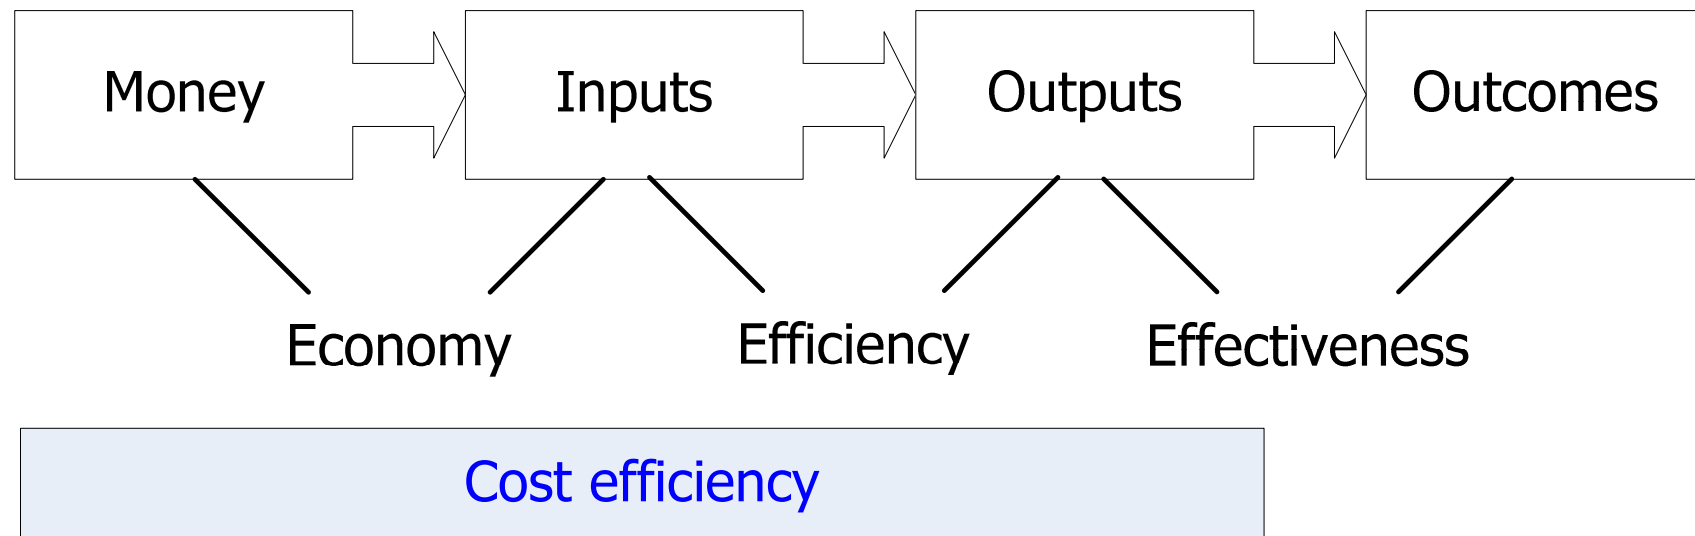 Money Inputs Outputs Outcomes
Economy Efficiency Effectiveness
Cost efficiency